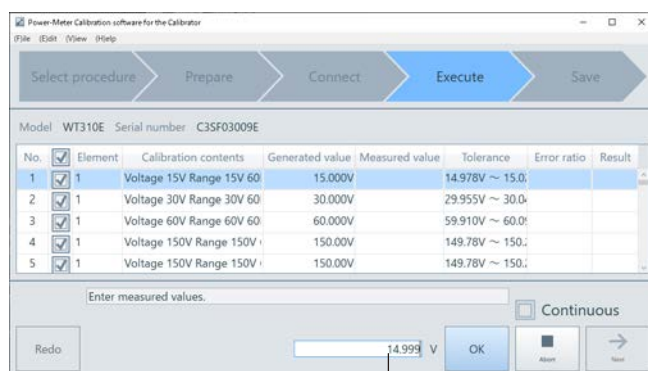 Power-Meter Calibration software for the Calibrator
(F)ile (E)dit (V)iew (H)elp
Select procedure Prepare Connect Execute Save
Model WT310E Serial number C3SF03009E
No. Element Calibration contents Generated value Measured value Tolerance Error ratio Result
1 1 Voltage 15V Range 15V 60 15.000V 14.978V ～ 15.0
2 1 Voltage 30V Range 30V 60 30.000V 29.955V ～ 30.0
3 1 Voltage 60V Range 60V 60 60.000V 59.910V ～ 60.0
4 1 Voltage 150V Range 150V 150.00V 149.78V ～ 150.
5 1 Voltage 150V Range 150V 150.00V 149.78V ～ 150.
Enter measured values.
Continuous
Redo 14.999 V OK Abort Next